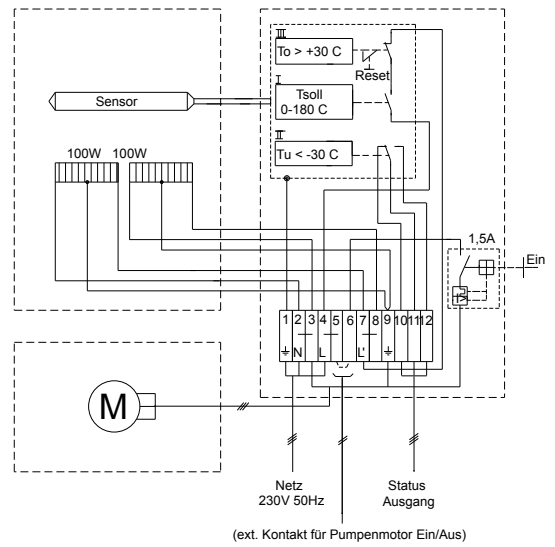 III
To > +30 C
Reset
I
Tsoll
0-180 C
Sensor
II
Tu < -30 C
100W 100W
1,5A
Ein
1 2 3 4 5 6 7 8 9 10 11 12
N L L'
M
Netz
230V 50Hz
Status
Ausgang
(ext. Kontakt für Pumpenmotor Ein/Aus)